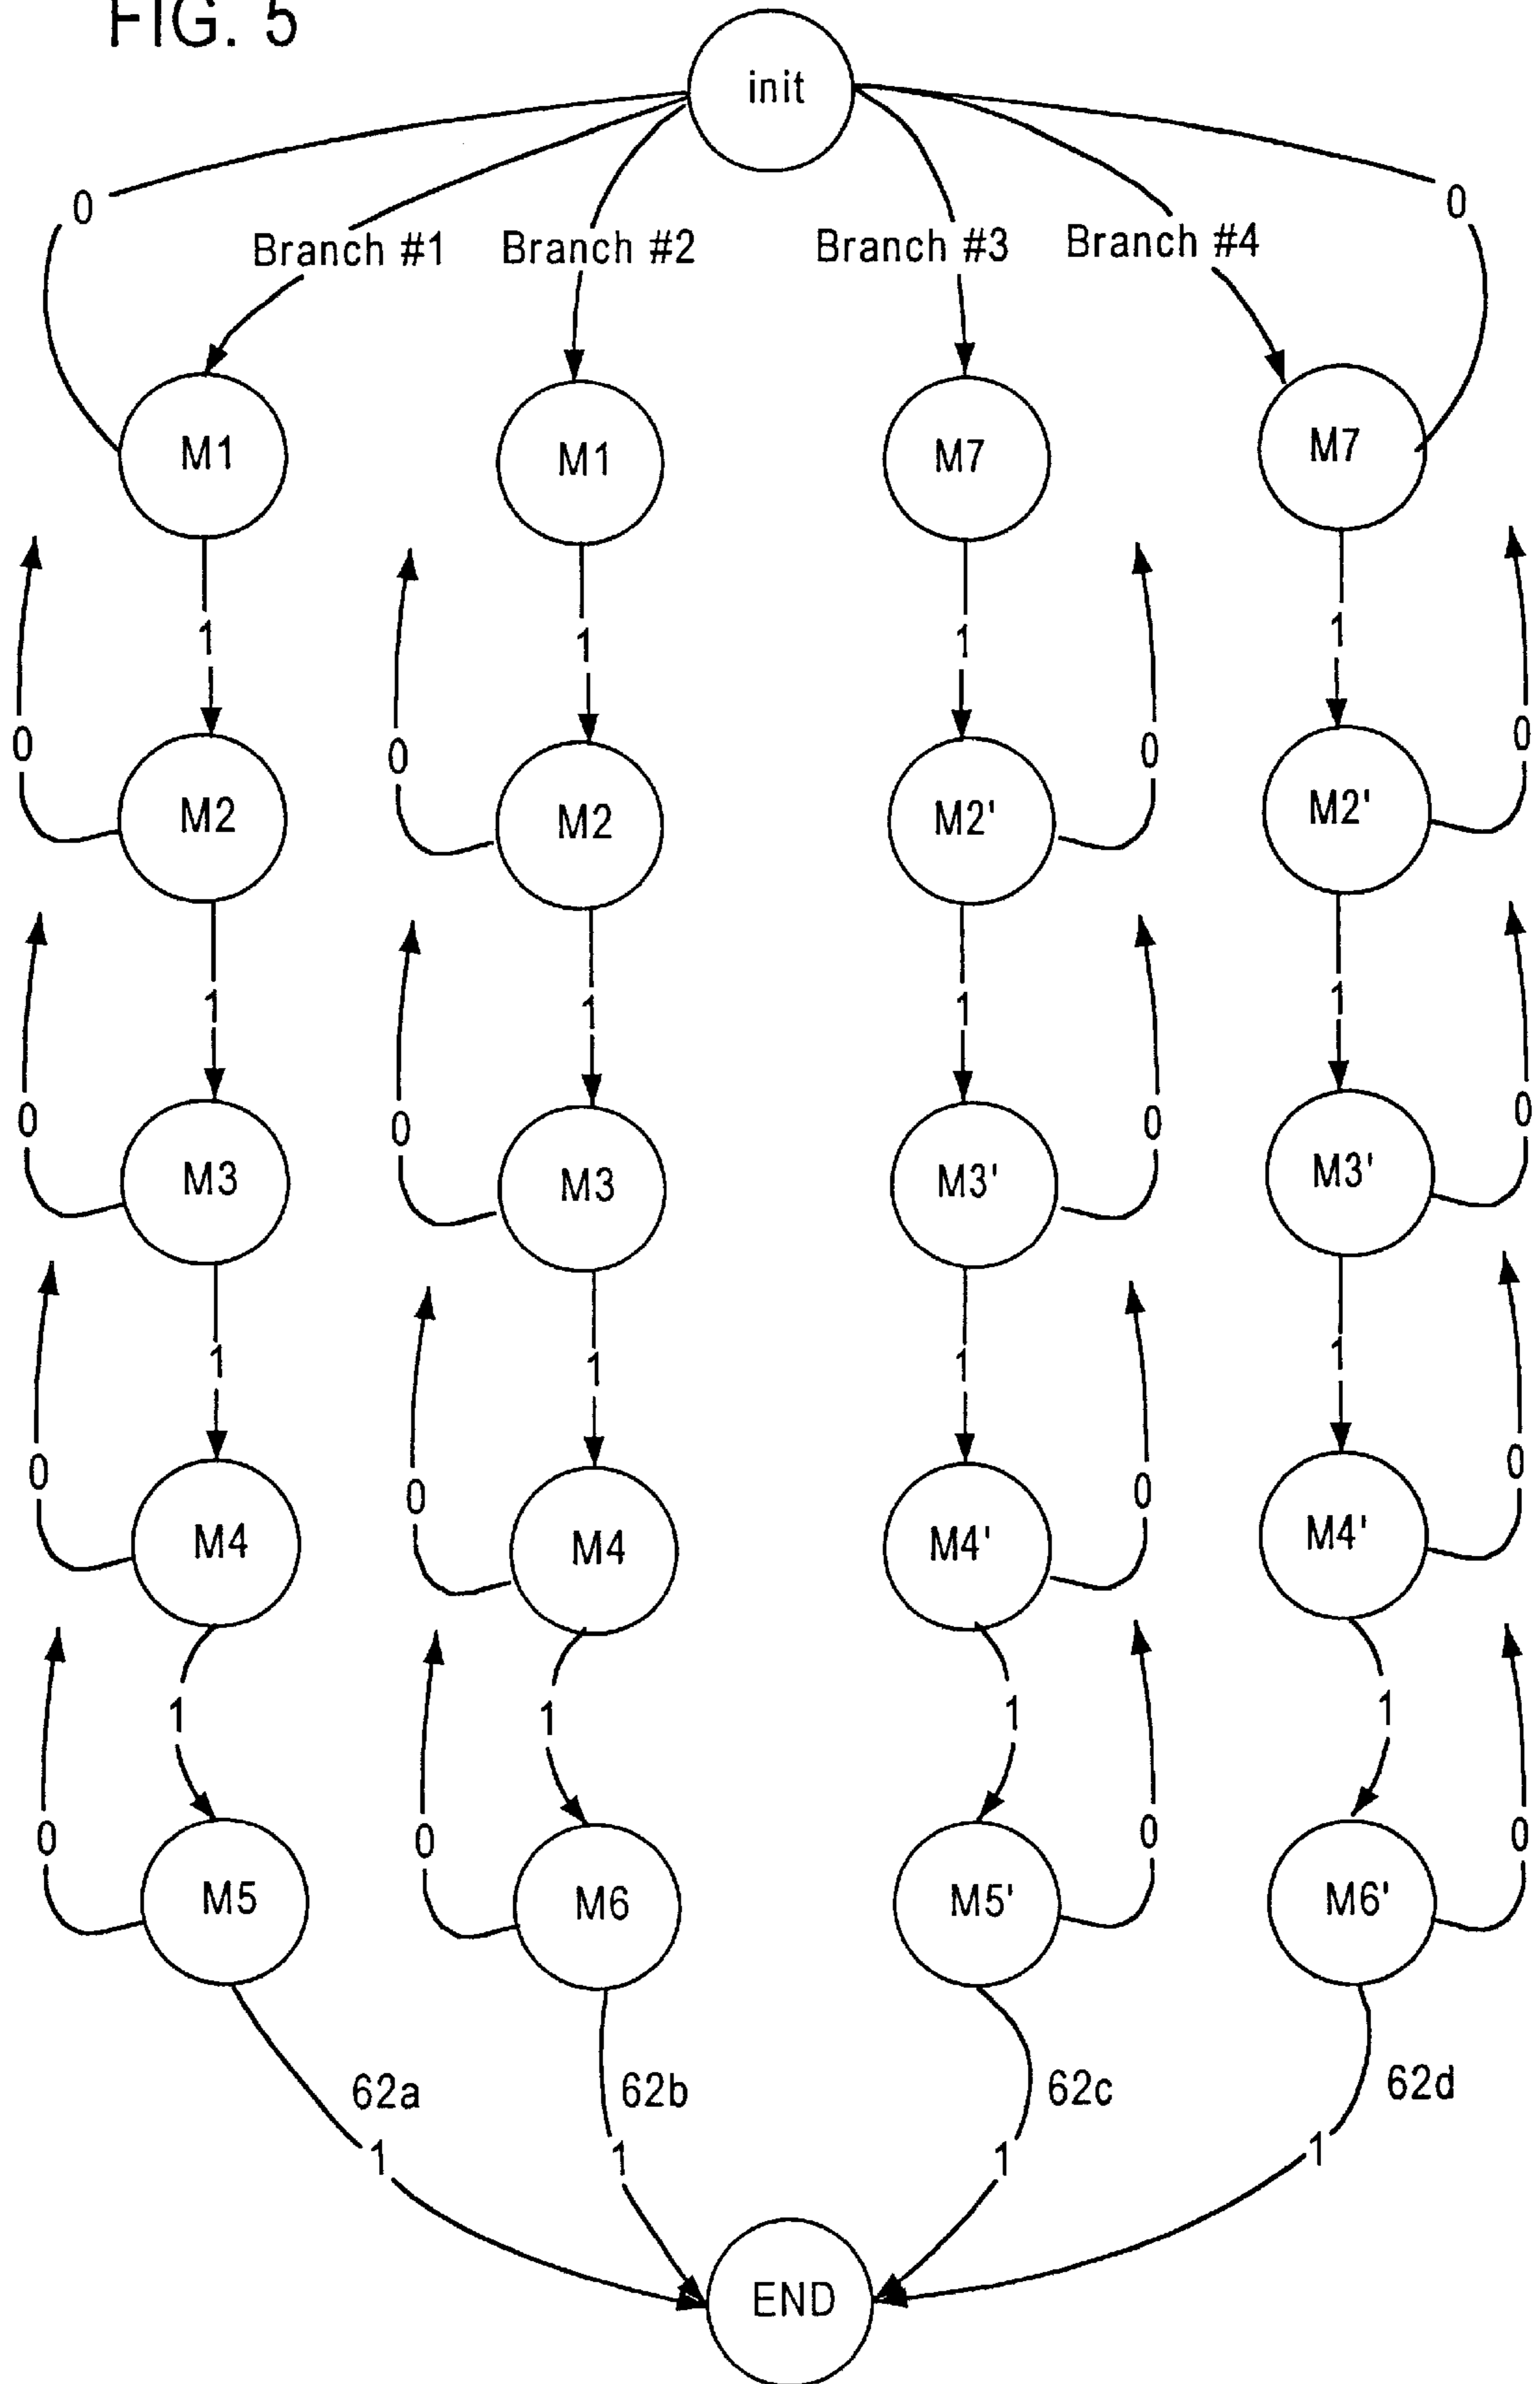 FIG. 5
init
0 0
Branch #1 Branch #2 Branch #3 Branch #4
M1 M1 M7 M7
1 1 1 1
0 0 0 0
M2 M2 M2' M2'
1 1 1 1
0 0 0 0
M3 M3 M3' M3'
1 1 1 1
0 0 0 0
M4 M4 M4' M4'
1 1 1 1
0 0 0 0
M5 M6 M5' M6'
62a 62b 62c 62d
1 1 1 1
END